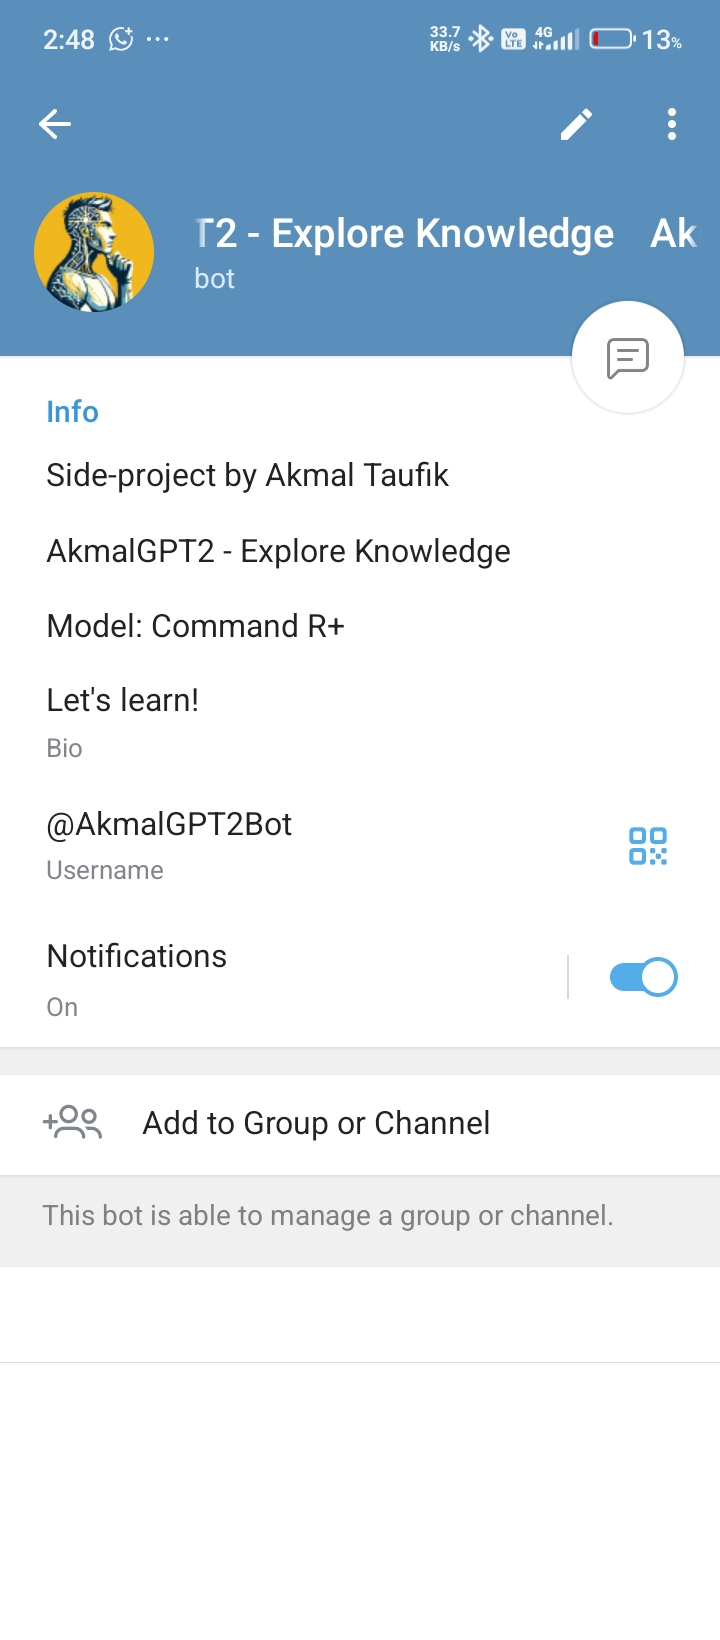 2:48 ... 33.7 KB/s Vo LTE 4G 13%
T2 - Explore Knowledge Ak
bot
Info
Side-project by Akmal Taufik
AkmalGPT2 - Explore Knowledge
Model: Command R+
Let's learn!
Bio
@AkmalGPT2Bot
Username
Notifications
On
Add to Group or Channel
This bot is able to manage a group or channel.